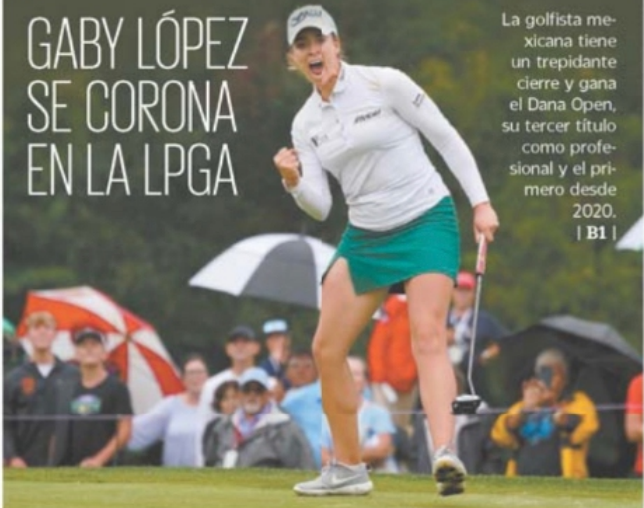 GABY LÓPEZ
SE CORONA
EN LA LPGA
La golfista me-
xicana tiene
un trepidante
cierre y gana
el Dana Open,
su tercer título
como profe-
sional y el pri-
mero desde
2020.
| B1 |